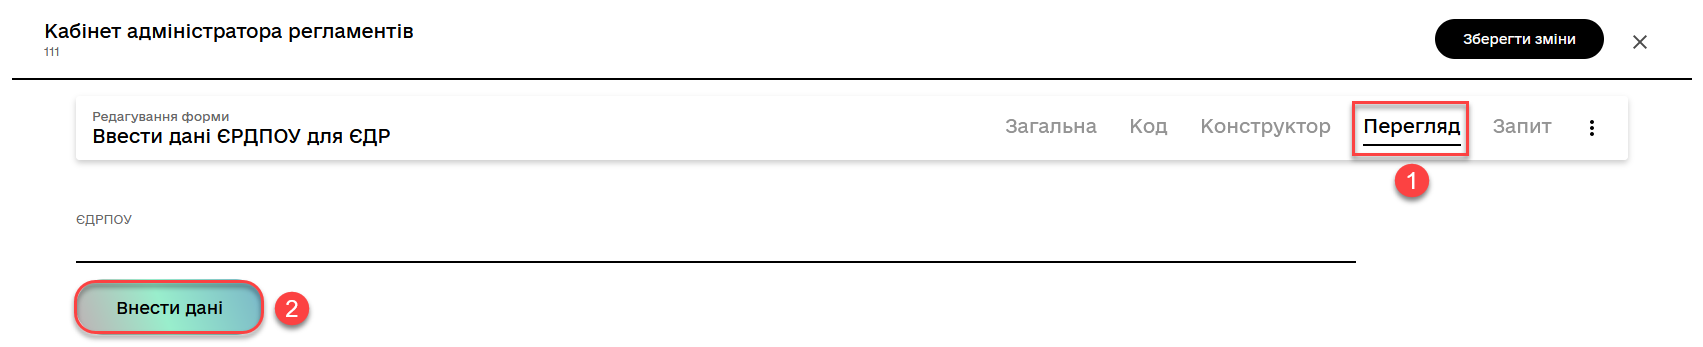 Кабінет адміністратора регламентів
111
Зберегти зміни
Редагування форми
Ввести дані ЄРДПОУ для ЄДР
Загальна Код Конструктор Перегляд Запит
1
ЄДРПОУ
Внести дані
2